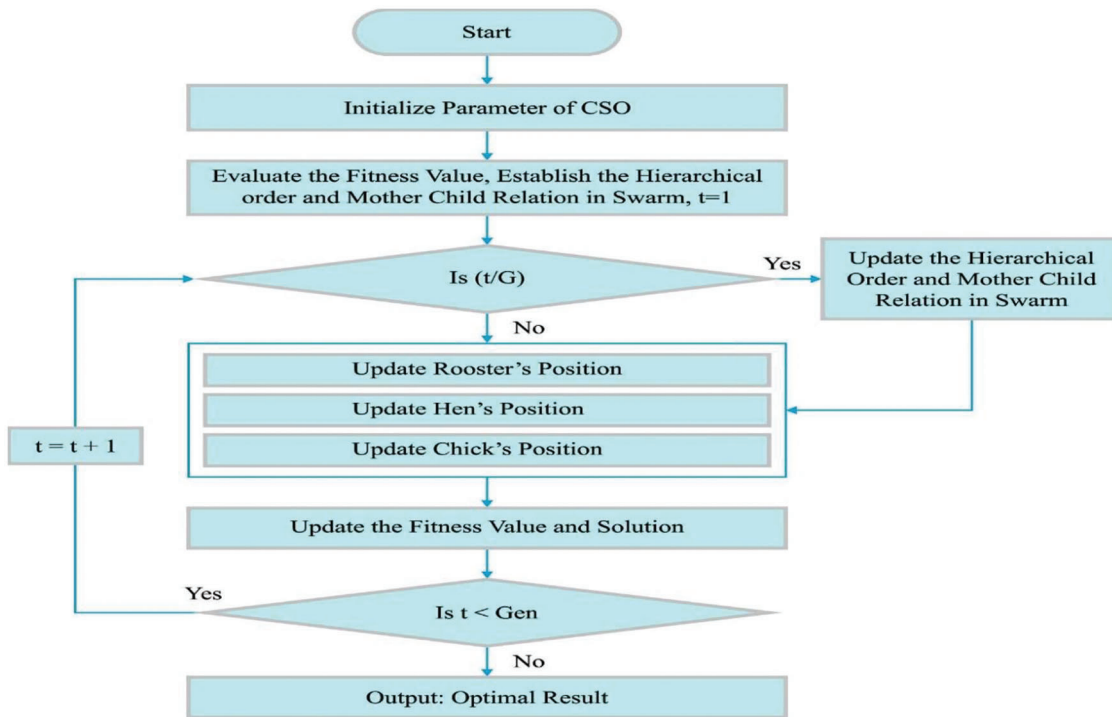 Start
Initialize Parameter of CSO
Evaluate the Fitness Value, Establish the Hierarchical
order and Mother Child Relation in Swarm, t=1
Is (t/G)
Yes
Update the Hierarchical
Order and Mother Child
Relation in Swarm
No
Update Rooster’s Position
Update Hen’s Position
Update Chick’s Position
t = t + 1
Update the Fitness Value and Solution
Yes
Is t < Gen
No
Output: Optimal Result